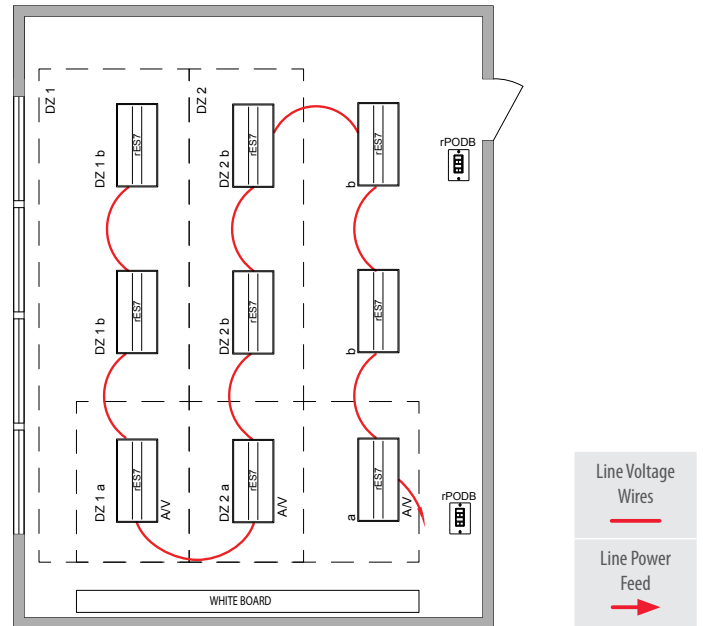 DZ 1
DZ 2
DZ 1 b
rES7
DZ 2 b
rES7
b
rES7
rPODB
DZ 1 b
rES7
DZ 2 b
rES7
b
rES7
DZ 1 a
rES7
A/V
DZ 2 a
rES7
A/V
a
rES7
A/V
rPODB
WHITE BOARD
Line Voltage
Wires
Line Power
Feed